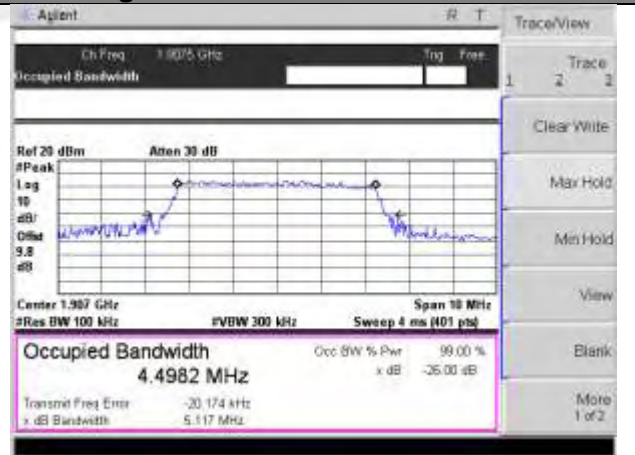 Agilent R T
Ch Freq 1.9075 GHz Trig Free
Occupied Bandwidth
Ref 20 dBm Atten 30 dB
#Peak
Log
10
dB/
Offst
9.8
dB
Center 1.907 GHz Span 10 MHz
#Res BW 100 kHz #VBW 300 kHz Sweep 4 ms (401 pts)
Occupied Bandwidth Occ BW % Pwr 99.00 %
4.4982 MHz x dB -26.00 dB
Transmit Freq Error -20.174 kHz
x dB Bandwidth 5.117 MHz
Trace/View
Trace
1 2 3
Clear Write
Max Hold
Min Hold
View
Blank
More
1 of 2